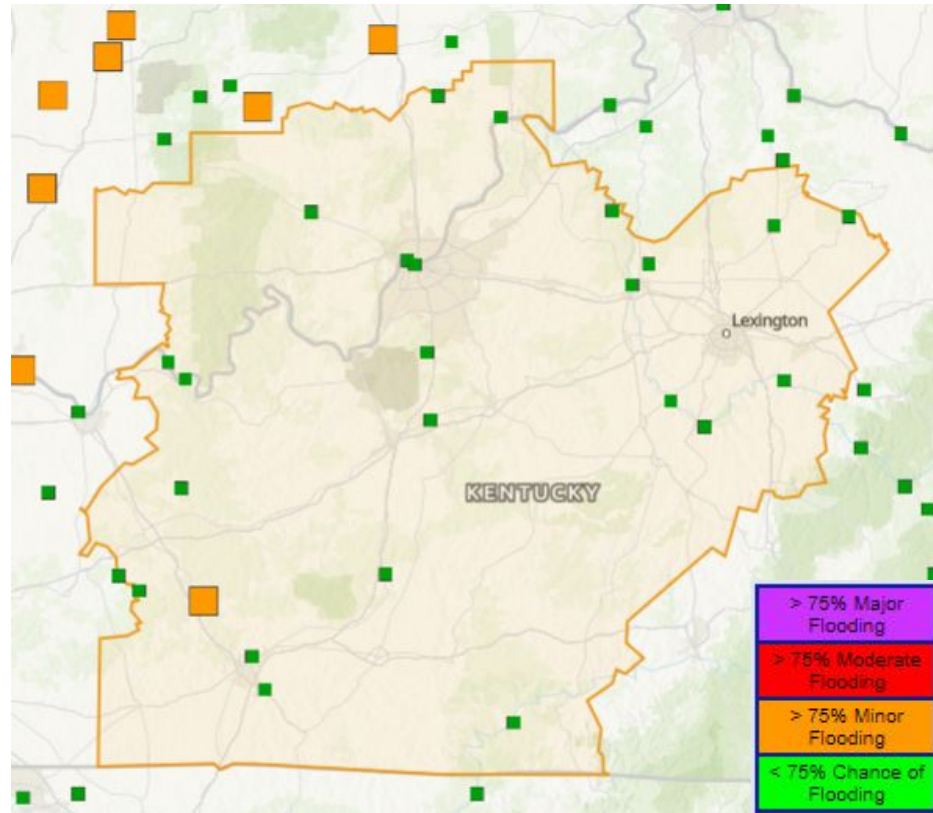 Lexington
KENTUCKY
> 75% Major
Flooding
> 75% Moderate
Flooding
> 75% Minor
Flooding
< 75% Chance of
Flooding